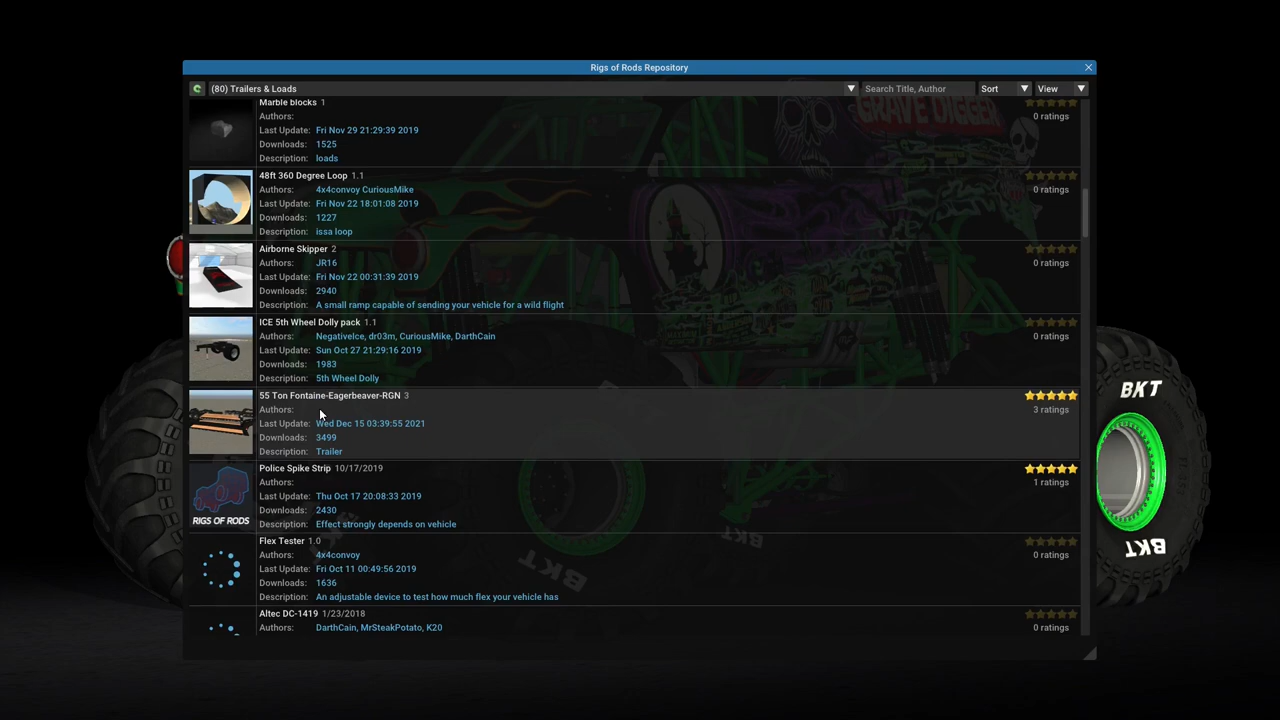 Rigs of Rods Repository
(80) Trailers & Loads
Search Title, Author
Sort
View
Marble blocks 1
Authors:
0 ratings
Last Update: Fri Nov 29 21:29:39 2019
Downloads: 1525
Description: loads
48ft 360 Degree Loop 1.1
Authors: 4x4convoy CuriousMike
0 ratings
Last Update: Fri Nov 22 18:01:08 2019
Downloads: 1227
Description: issa loop
Airborne Skipper 2
Authors: JR16
0 ratings
Last Update: Fri Nov 22 00:31:39 2019
Downloads: 2940
Description: A small ramp capable of sending your vehicle for a wild flight
ICE 5th Wheel Dolly pack 1.1
Authors: NegativeIce, dr03m, CuriousMike, DarthCain
0 ratings
Last Update: Sun Oct 27 21:29:16 2019
Downloads: 1983
Description: 5th Wheel Dolly
55 Ton Fontaine-Eagerbeaver-RGN 3
Authors:
3 ratings
Last Update: Wed Dec 15 03:39:55 2021
Downloads: 3499
Description: Trailer
Police Spike Strip 10/17/2019
Authors:
1 ratings
Last Update: Thu Oct 17 20:08:33 2019
Downloads: 2430
Description: Effect strongly depends on vehicle
RIGS OF RODS
Flex Tester 1.0
Authors: 4x4convoy
0 ratings
Last Update: Fri Oct 11 00:49:56 2019
Downloads: 1636
Description: An adjustable device to test how much flex your vehicle has
Altec DC-1419 1/23/2018
Authors: DarthCain, MrSteakPotato, K20
0 ratings
GRAVE DIGGER
BKT
BKT
BKT
BKT